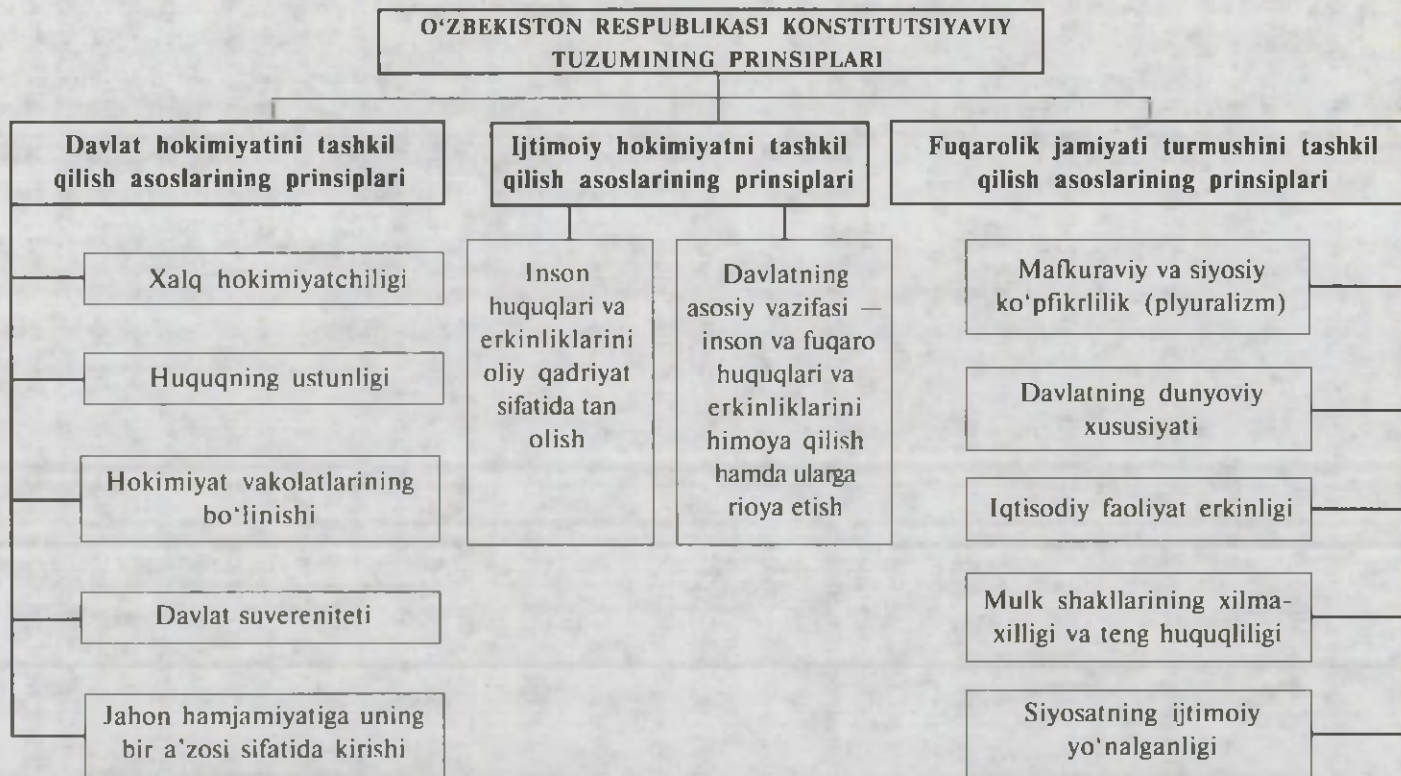 O‘ZBEKISTON RESPUBLIKASI KONSTITUTSIYAVIY
TUZUMINING PRINSIPLARI
Davlat hokimiyatini tashkil
qilish asoslarining prinsiplari
Xalq hokimiyatchiligi
Huquqning ustunligi
Hokimiyat vakolatlarining
bo‘linishi
Davlat suvereniteti
Jahon hamjamiyatiga uning
bir a’zosi sifatida kirishi
Ijtimoiy hokimiyatni tashkil
qilish asoslarining prinsiplari
Inson
huquqlari va
erkinliklarini
oliy qadriyat
sifatida tan
olish
Davlatning
asosiy vazifasi —
inson va fuqaro
huquqlari va
erkinliklarini
himoya qilish
hamda ularga
rioya etish
Fuqarolik jamiyati turmushini tashkil
qilish asoslarining prinsiplari
Mafkuraviy va siyosiy
ko‘pfikrlilik (plyuralizm)
Davlatning dunyoviy
xususiyati
Iqtisodiy faoliyat erkinligi
Mulk shakllarining xilma-
xilligi va teng huquqliligi
Siyosatning ijtimoiy
yo‘nalganligi